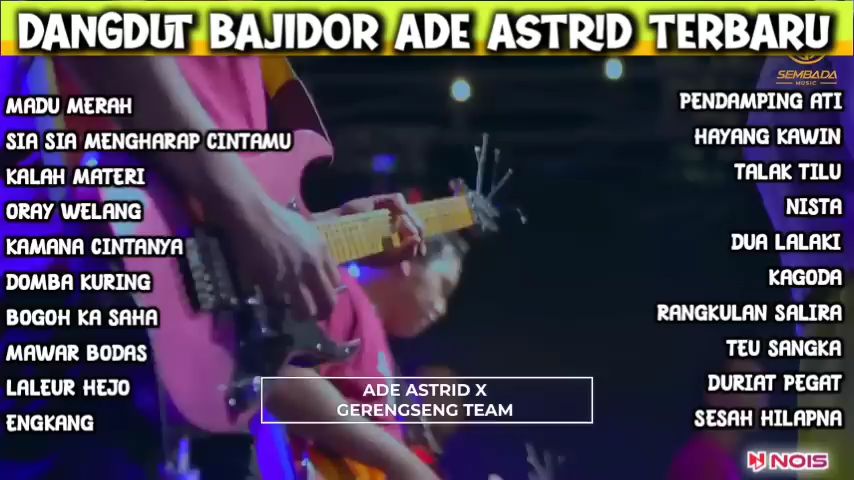 DANGDUT BAJIDOR ADE ASTRID TERBARU
SEMBADA
MUSIC
MADU MERAH
SIA SIA MENGHARAP CINTAMU
KALAH MATERI
ORAY WELANG
KAMANA CINTANYA
DOMBA KURING
BOGOH KA SAHA
MAWAR BODAS
LALEUR HEJO
ENGKANG
PENDAMPING ATI
HAYANG KAWIN
TALAK TILU
NISTA
DUA LALAKI
KAGODA
RANGKULAN SALIRA
TEU SANGKA
DURIAT PEGAT
SESAH HILAPNA
ADE ASTRID X
GERENGSENG TEAM
NOIS